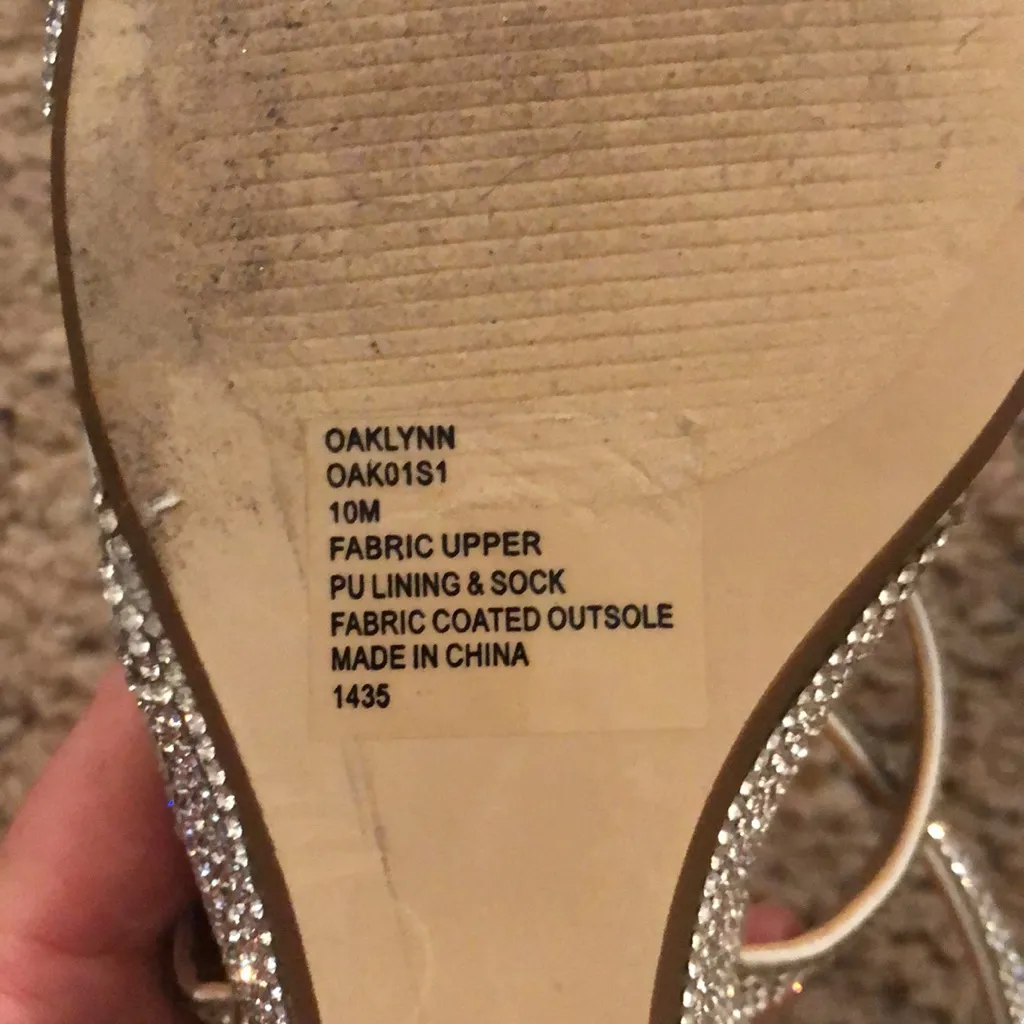 OAKLYNN
OAK01S1
10M
FABRIC UPPER
PU LINING & SOCK
FABRIC COATED OUTSOLE
MADE IN CHINA
1435